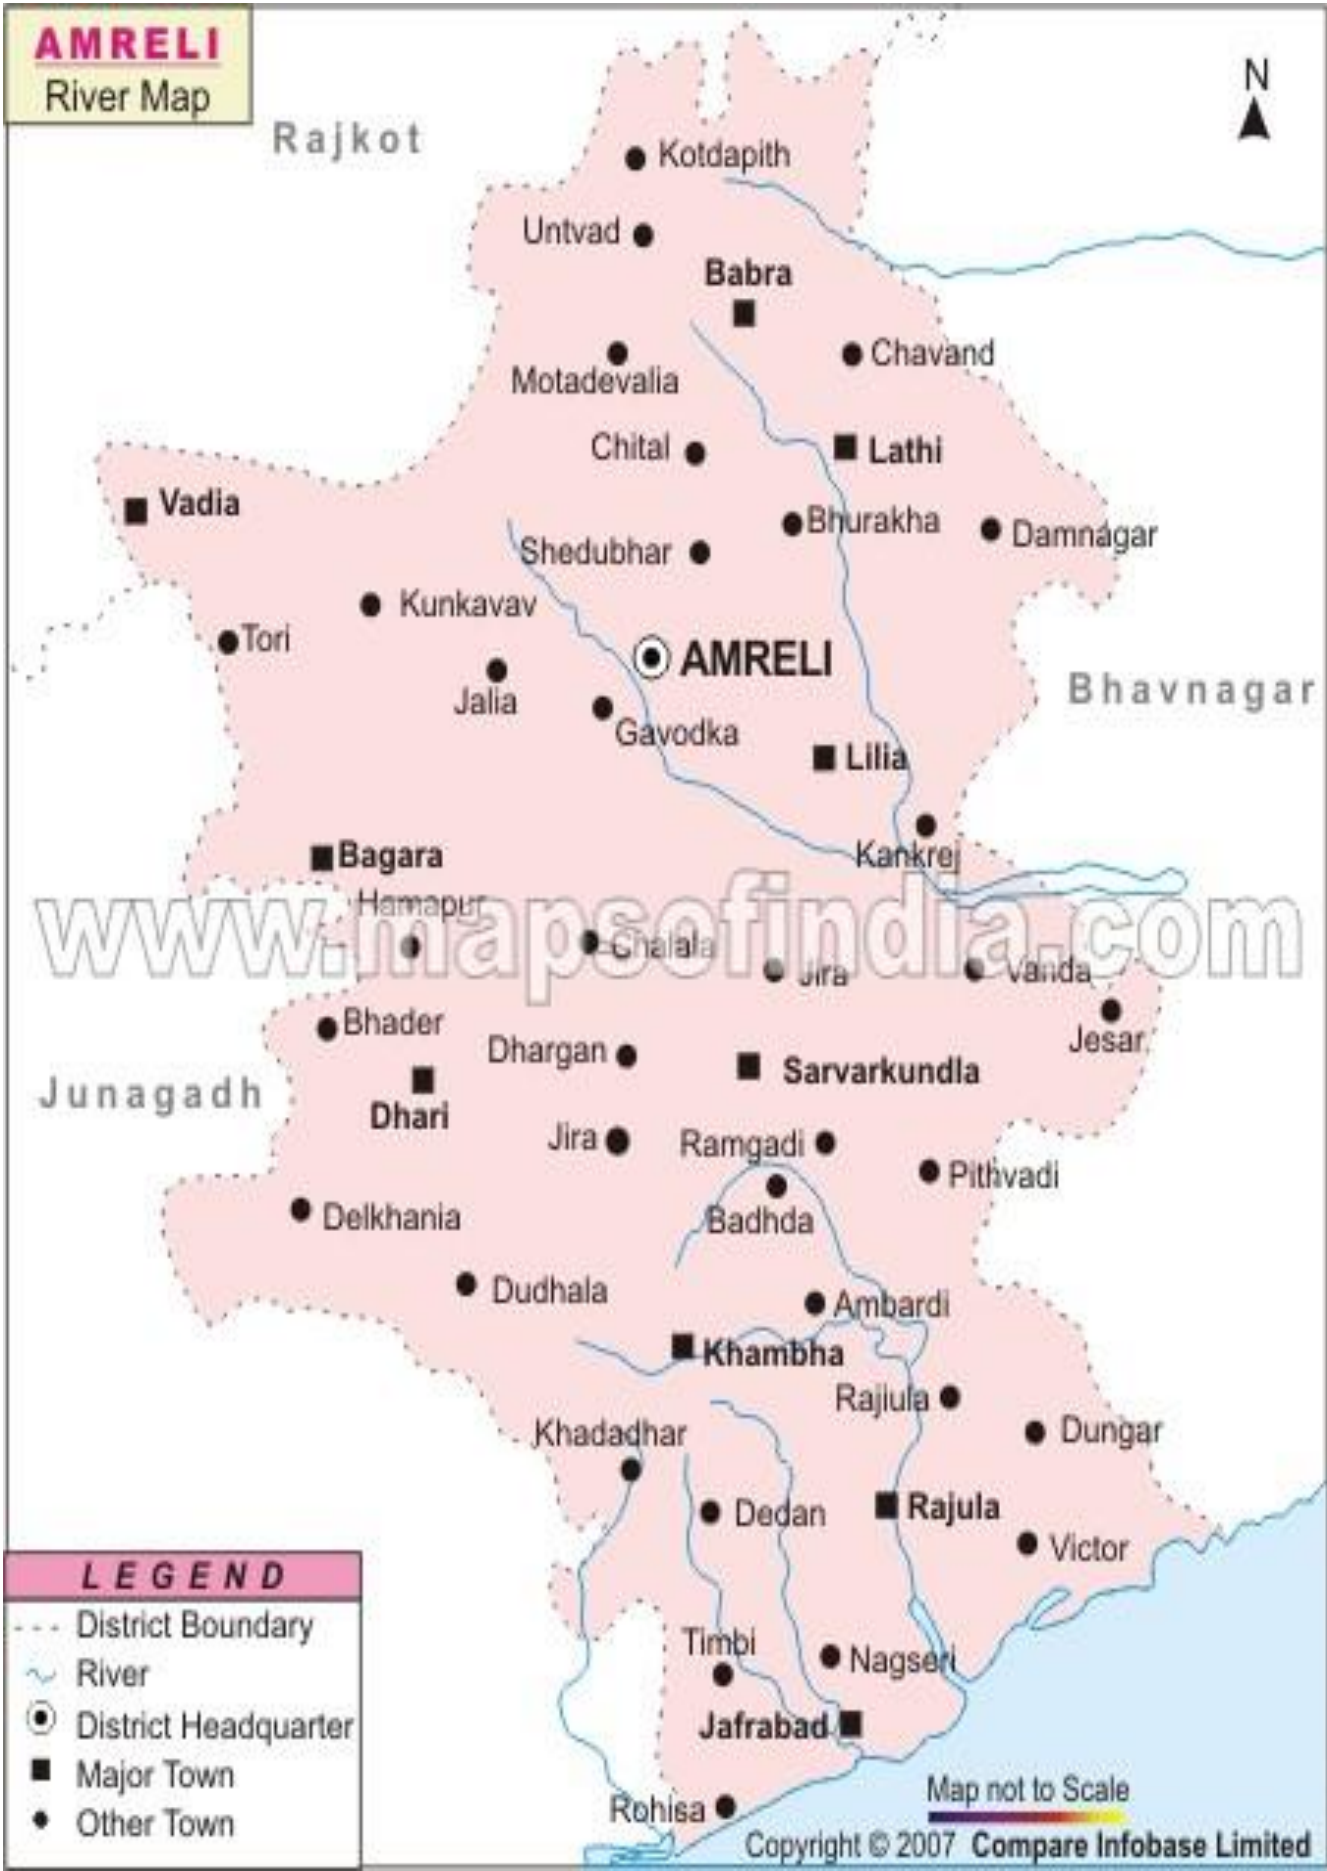 AMRELI
River Map
N
Rajkot
Kotdapith
Untvad
Babra
Chavand
Motadevalia
Chital
Lathi
Vadia
Bhurakha
Damnagar
Shedubhar
Kunkavav
Tori
AMRELI
Jalia
Bhavnagar
Gavodka
Lilia
Bagara
Kankrej
Hamapur
www.mapsofindia.com
Chalala
Jira
Vanda
Bhader
Jesar
Dhargan
Sarvarkundla
Junagadh
Dhari
Jira
Ramgadi
Pithvadi
Delkhania
Badhda
Dudhala
Ambardi
Khambha
Rajiula
Khadadhar
Dungar
Dedan
Rajula
Victor
LEGEND
District Boundary
River
District Headquarter
Major Town
Other Town
Timbi
Nagseri
Jafrabad
Rohisa
Map not to Scale
Copyright © 2007 Compare Infobase Limited